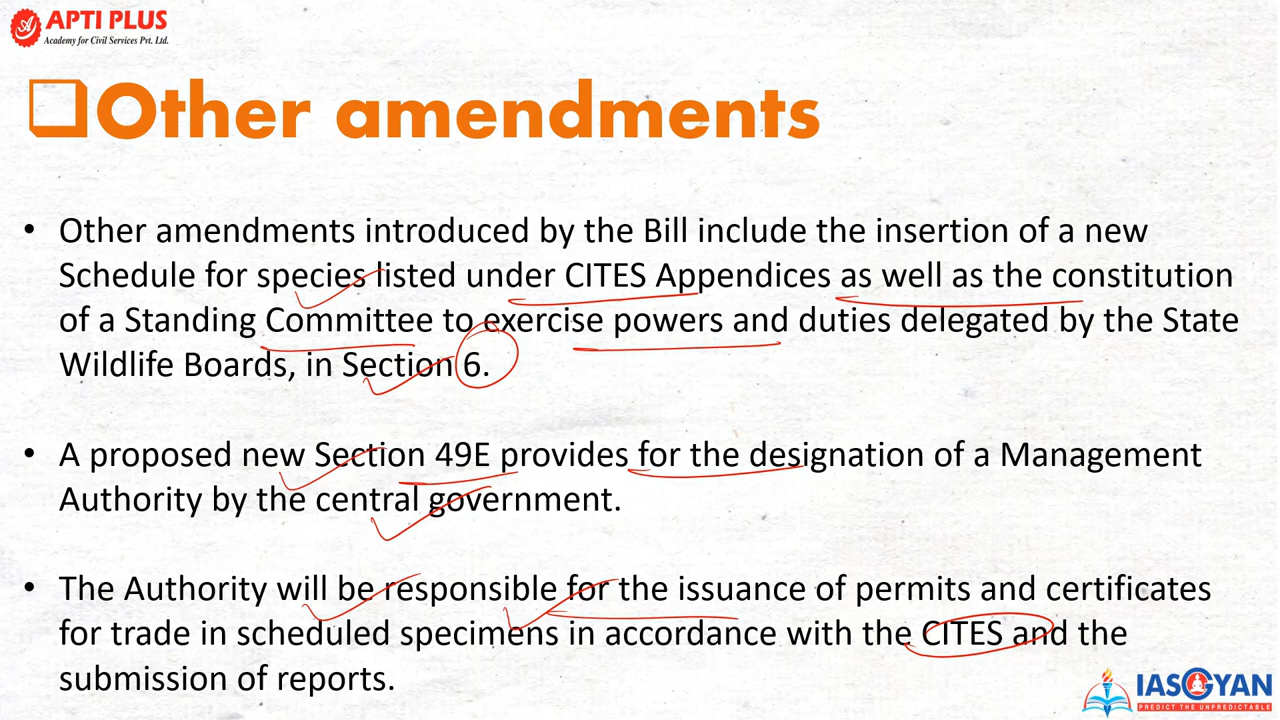 APTI PLUS
Academy for Civil Services Pvt. Ltd.
Other amendments
• Other amendments introduced by the Bill include the insertion of a new
Schedule for species listed under CITES Appendices as well as the constitution
of a Standing Committee to exercise powers and duties delegated by the State
Wildlife Boards, in Section 6.
• A proposed new Section 49E provides for the designation of a Management
Authority by the central government.
• The Authority will be responsible for the issuance of permits and certificates
for trade in scheduled specimens in accordance with the CITES and the
submission of reports.
IASGYAN
PREDICT THE UNPREDICTABLE